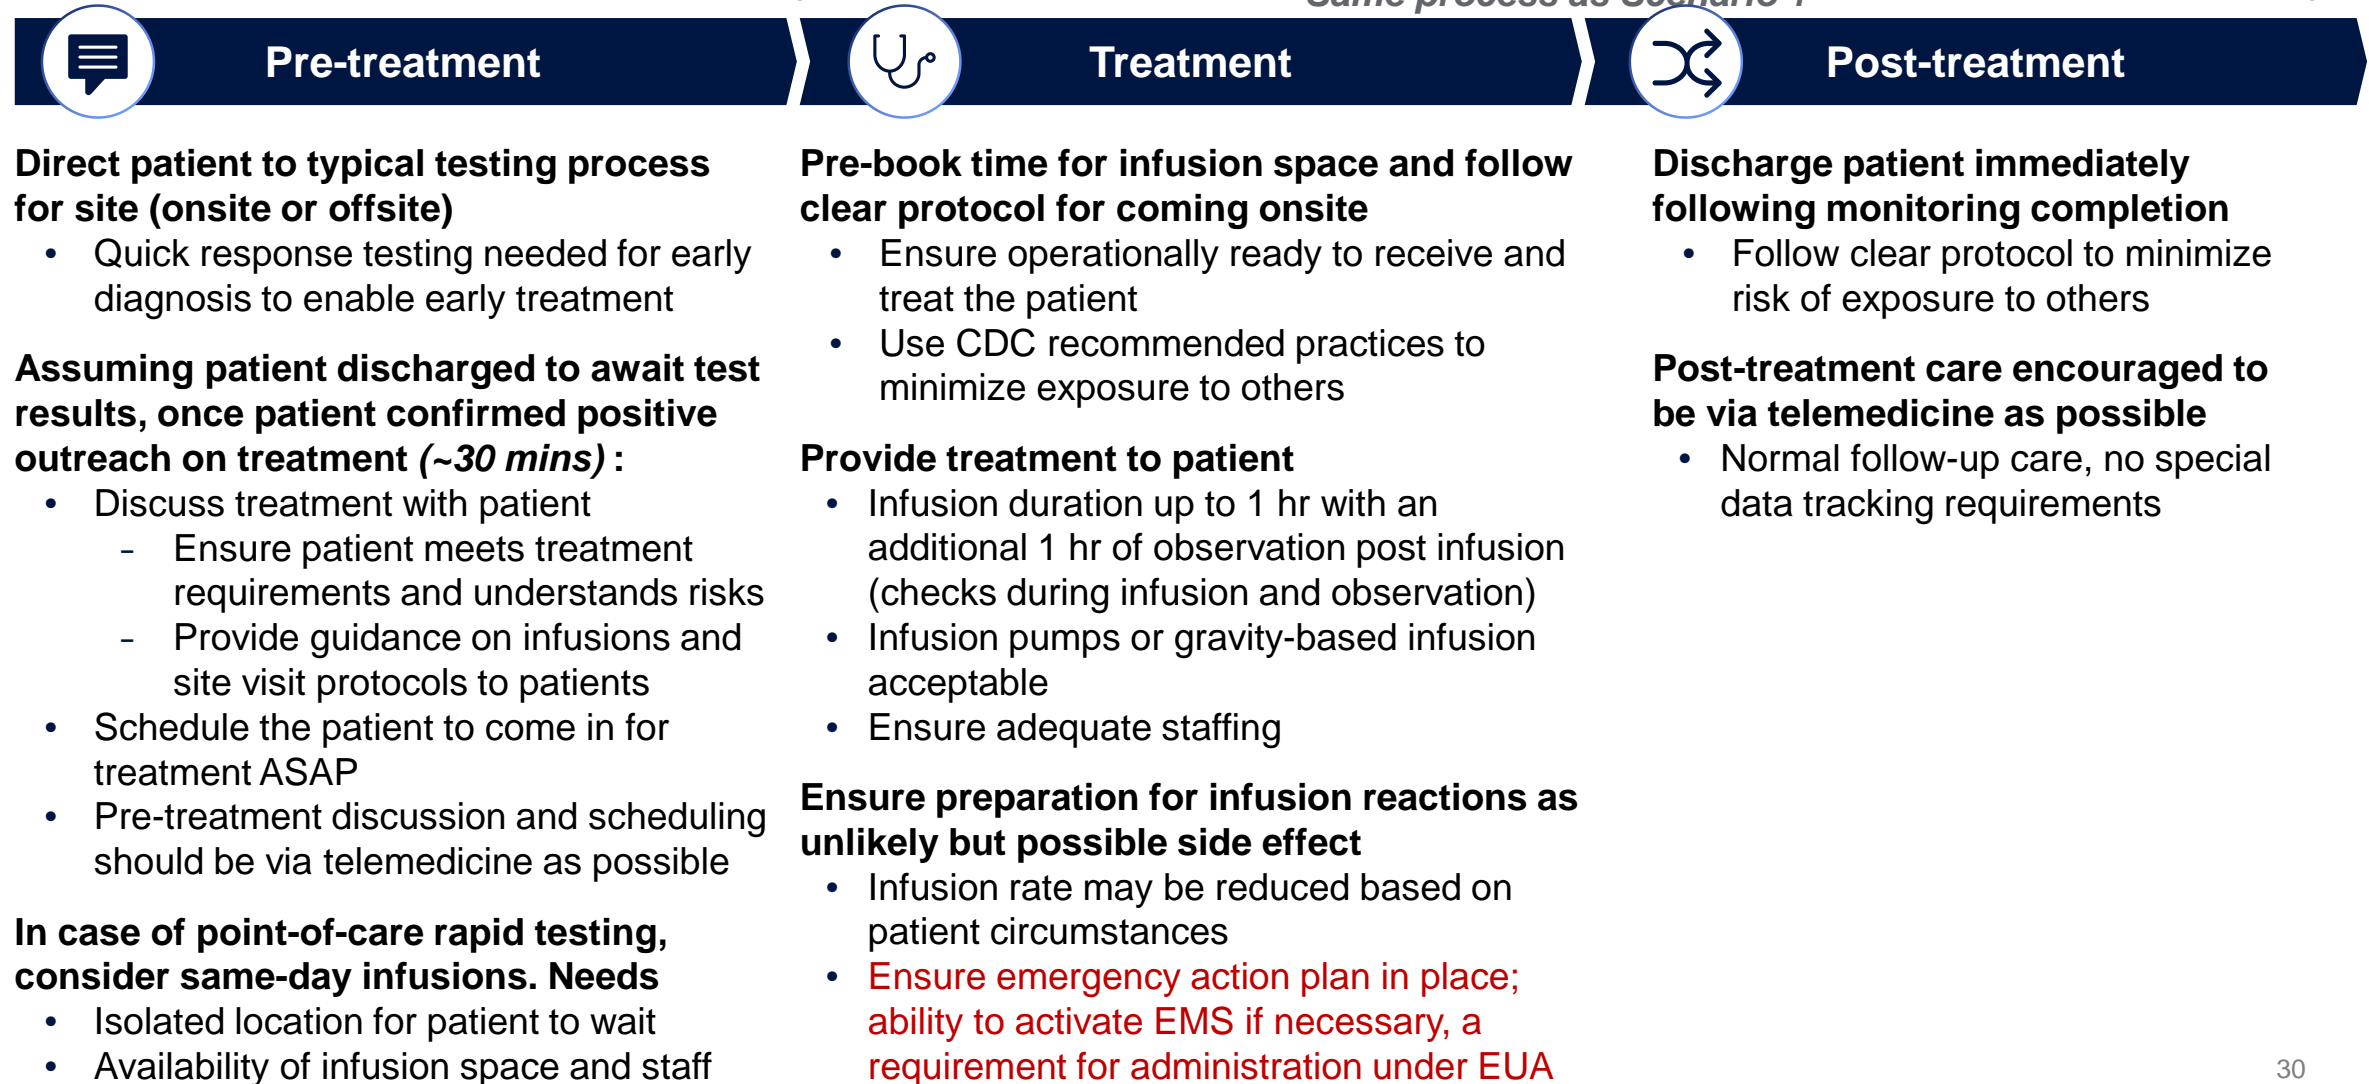 Same process as Scenario 1
Pre-treatment
Direct patient to typical testing process
for site (onsite or offsite)
• Quick response testing needed for early
diagnosis to enable early treatment
Assuming patient discharged to await test
results, once patient confirmed positive
outreach on treatment (~30 mins) :
• Discuss treatment with patient
- Ensure patient meets treatment
requirements and understands risks
- Provide guidance on infusions and
site visit protocols to patients
• Schedule the patient to come in for
treatment ASAP
• Pre-treatment discussion and scheduling
should be via telemedicine as possible
In case of point-of-care rapid testing,
consider same-day infusions. Needs
• Isolated location for patient to wait
• Availability of infusion space and staff
Treatment
Pre-book time for infusion space and follow
clear protocol for coming onsite
• Ensure operationally ready to receive and
treat the patient
• Use CDC recommended practices to
minimize exposure to others
Provide treatment to patient
• Infusion duration up to 1 hr with an
additional 1 hr of observation post infusion
(checks during infusion and observation)
• Infusion pumps or gravity-based infusion
acceptable
• Ensure adequate staffing
Ensure preparation for infusion reactions as
unlikely but possible side effect
• Infusion rate may be reduced based on
patient circumstances
• Ensure emergency action plan in place;
ability to activate EMS if necessary, a
requirement for administration under EUA
Post-treatment
Discharge patient immediately
following monitoring completion
• Follow clear protocol to minimize
risk of exposure to others
Post-treatment care encouraged to
be via telemedicine as possible
• Normal follow-up care, no special
data tracking requirements
30